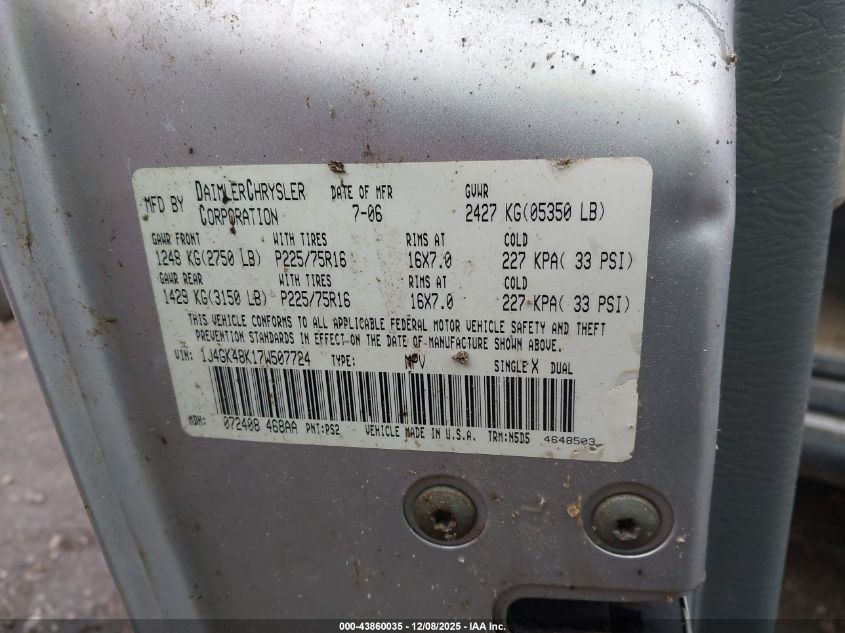 MFD BY DAIMLERCHRYSLER CORPORATION DATE OF MFR 7-06 GVWR 2427 KG(05350 LB)
GAWR FRONT WITH TIRES RIMS AT COLD
1248 KG(2750 LB) P225/75R16 16X7.0 227 KPA( 33 PSI)
GAWR REAR WITH TIRES RIMS AT COLD
1429 KG(3150 LB) P225/75R16 16X7.0 227 KPA( 33 PSI)
THIS VEHICLE CONFORMS TO ALL APPLICABLE FEDERAL MOTOR VEHICLE SAFETY AND THEFT
PREVENTION STANDARDS IN EFFECT ON THE DATE OF MANUFACTURE SHOWN ABOVE.
VIN: 1J4GK48K17W507724 TYPE: MPV SINGLE X DUAL
MDH: 072408 468AA PNT:PS2 VEHICLE MADE IN U.S.A. TRM:N5D5 4648503
000-43860035 - 12/08/2025 - IAA Inc.